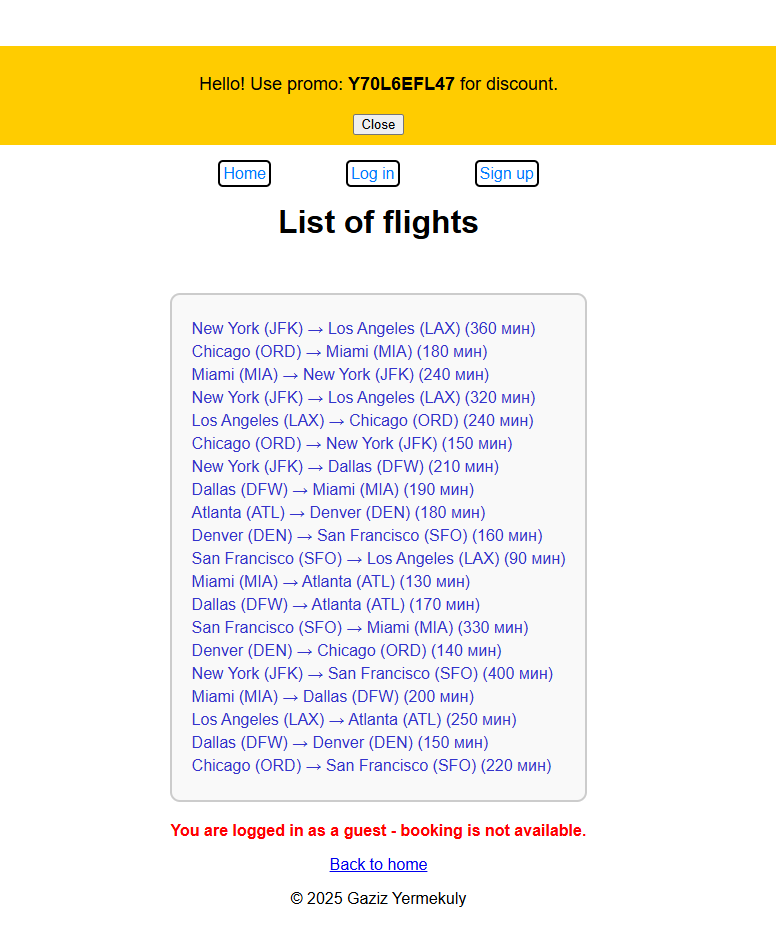 Hello! Use promo: Y70L6EFL47 for discount.
Close
Home Log in Sign up
List of flights
New York (JFK) → Los Angeles (LAX) (360 мин)
Chicago (ORD) → Miami (MIA) (180 мин)
Miami (MIA) → New York (JFK) (240 мин)
New York (JFK) → Los Angeles (LAX) (320 мин)
Los Angeles (LAX) → Chicago (ORD) (240 мин)
Chicago (ORD) → New York (JFK) (150 мин)
New York (JFK) → Dallas (DFW) (210 мин)
Dallas (DFW) → Miami (MIA) (190 мин)
Atlanta (ATL) → Denver (DEN) (180 мин)
Denver (DEN) → San Francisco (SFO) (160 мин)
San Francisco (SFO) → Los Angeles (LAX) (90 мин)
Miami (MIA) → Atlanta (ATL) (130 мин)
Dallas (DFW) → Atlanta (ATL) (170 мин)
San Francisco (SFO) → Miami (MIA) (330 мин)
Denver (DEN) → Chicago (ORD) (140 мин)
New York (JFK) → San Francisco (SFO) (400 мин)
Miami (MIA) → Dallas (DFW) (200 мин)
Los Angeles (LAX) → Atlanta (ATL) (250 мин)
Dallas (DFW) → Denver (DEN) (150 мин)
Chicago (ORD) → San Francisco (SFO) (220 мин)
You are logged in as a guest - booking is not available.
Back to home
© 2025 Gaziz Yermekuly